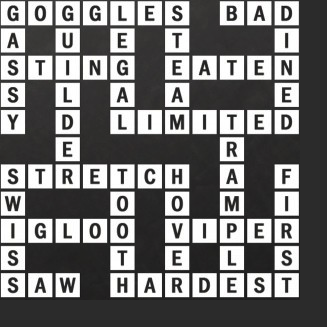 GOGGLES BAD
A U E T I
STING EATEN
S L A A E
Y D LIMITED
E R
STRETCH A F
W O O M I
IGLOO VIPER
S T E L S
SAW HARDEST